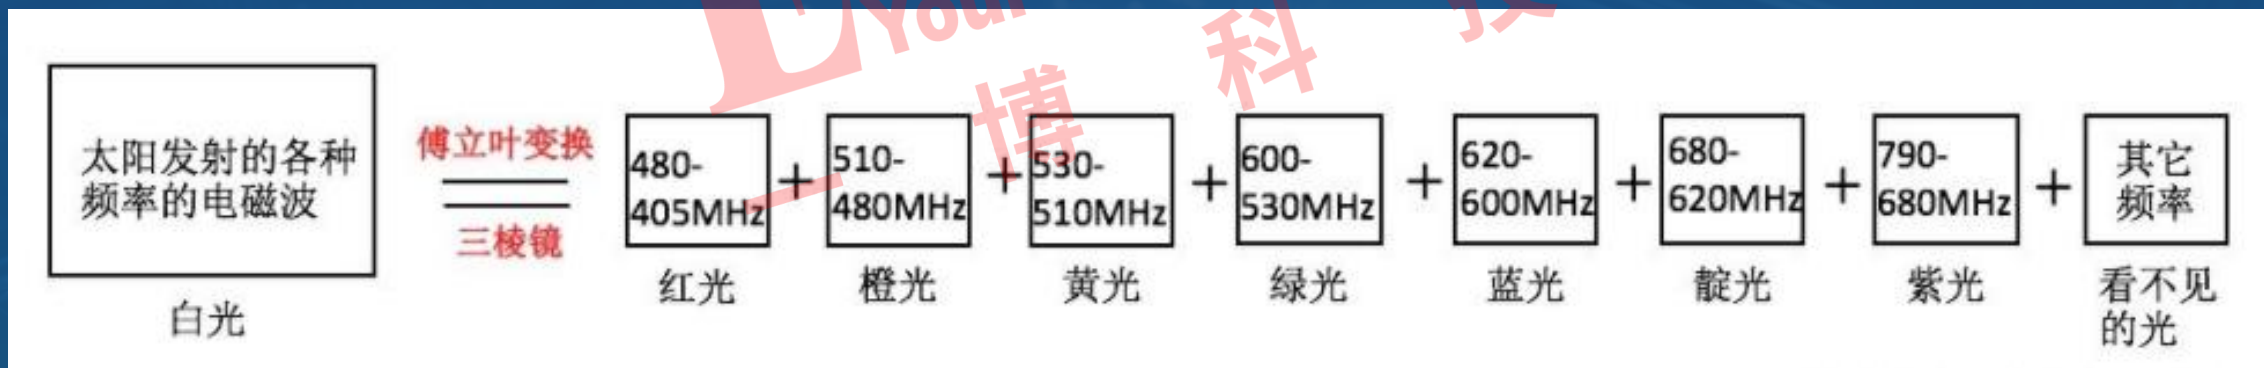 Your
博 科 技
太阳发射的各种
频率的电磁波
白光
傅立叶变换
三棱镜
480-
405MHz
红光
+
510-
480MHz
橙光
+
530-
510MHz
黄光
+
600-
530MHz
绿光
+
620-
600MHz
蓝光
+
680-
620MHz
靛光
+
790-
680MHz
紫光
+
其它
频率
看不见
的光